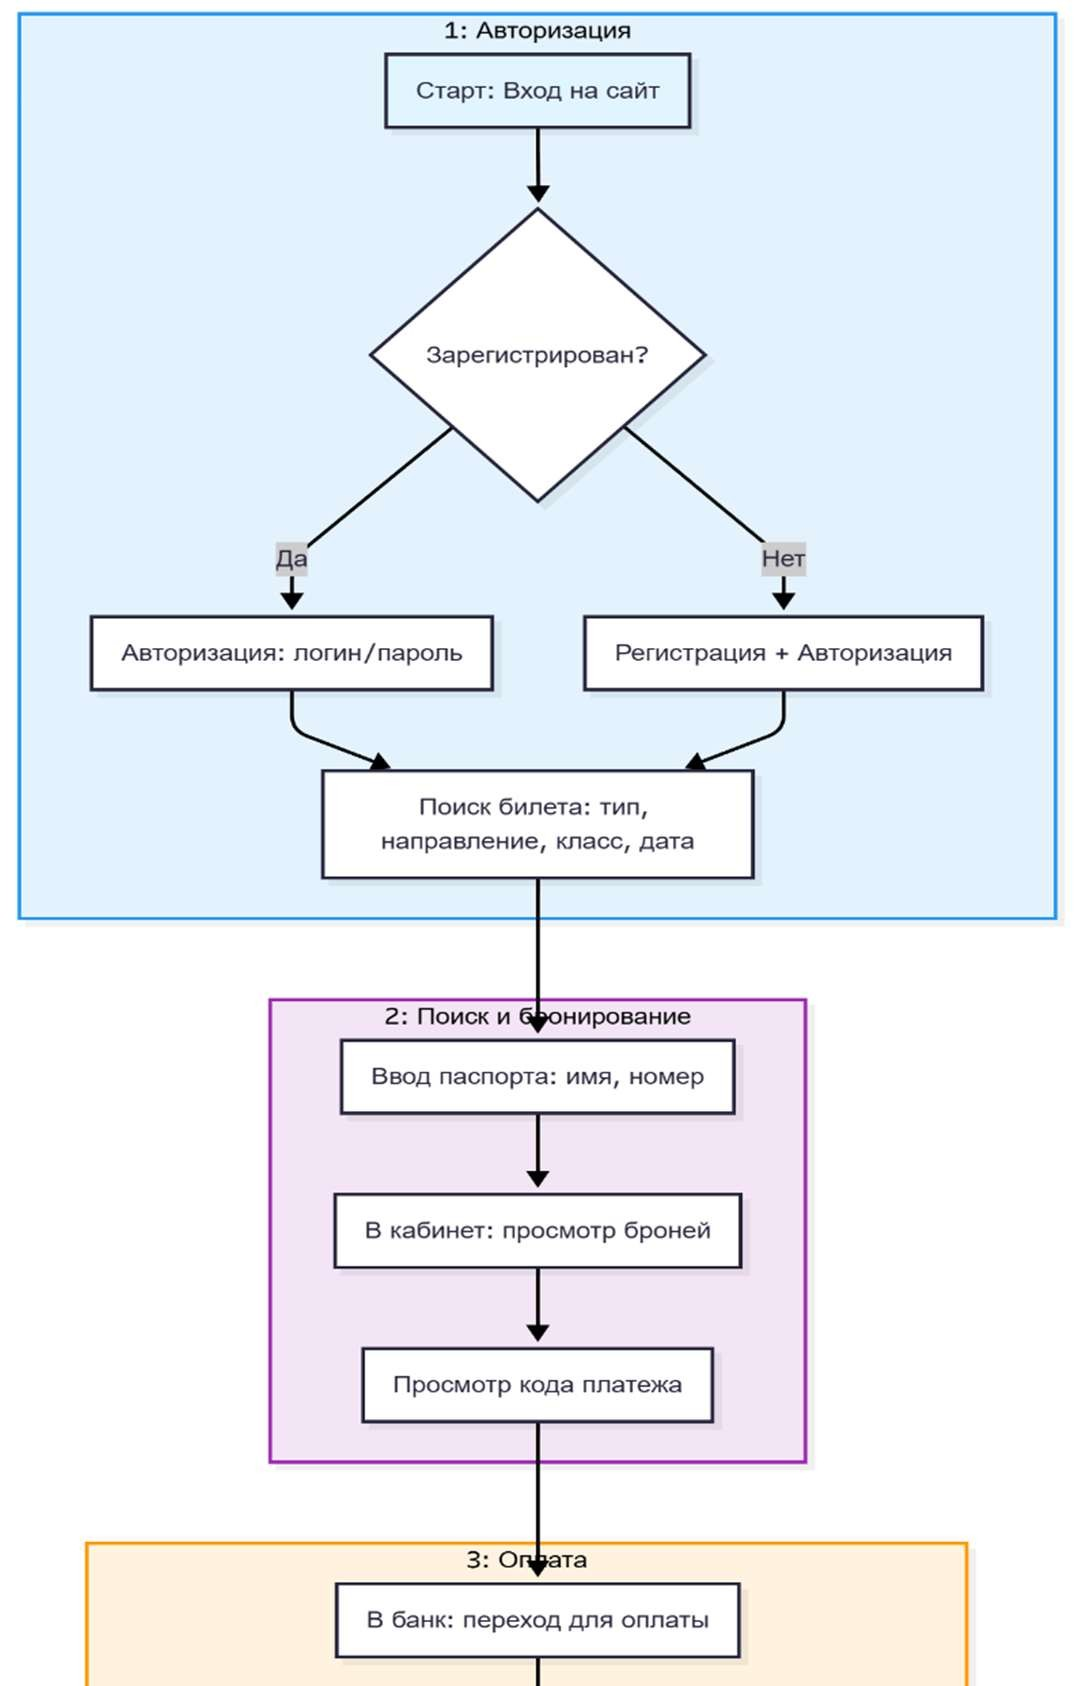 1: Авторизация
Старт: Вход на сайт
Зарегистрирован?
Да
Нет
Авторизация: логин/пароль
Регистрация + Авторизация
Поиск билета: тип,
направление, класс, дата
2: Поиск и бронирование
Ввод паспорта: имя, номер
В кабинет: просмотр броней
Просмотр кода платежа
3: Оплата
В банк: переход для оплаты